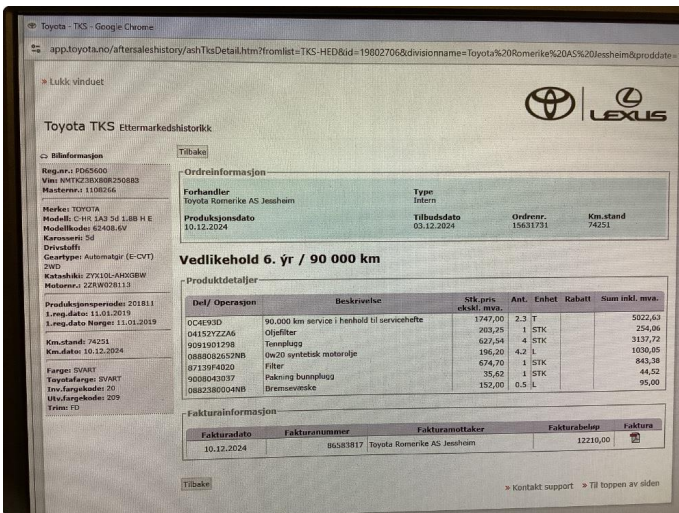 Toyota - TKS - Google Chrome
app.toyota.no/aftersaleshistory/ashTksDetail.htm?fromlist=TKS-HED&id=19802706&divisionname=Toyota%20Romerike%20AS%20Jessheim&proddate=
» Lukk vinduet
LEXUS
Toyota TKS Ettermarkedshistorikk
Bilinformasjon
Reg.nr.: PD65600
Vin: NMTKZ3BX80R250883
Masternr.: 1108266
Merke: TOYOTA
Modell: C-HR 1A3 5d 1.8B H E
Modellkode: 62408.6V
Karosseri: 5d
Drivstoff:
Geartype: Automatgir (E-CVT)
2WD
Katashiki: ZYX10L-AHXGBW
Motornr.: 2ZRW026113
Produksjonsperiode: 201811
1.reg.dato: 11.01.2019
1.reg.dato Norge: 11.01.2019
Km.stand: 74251
Km.dato: 10.12.2024
Farge: SVART
Toyotafarge: SVART
Inv.fargekode: 20
Utv.fargekode: 209
Trim: FD
Tilbake
Ordreinformasjon
Forhandler Type
Toyota Romerike AS Jessheim Intern
Produksjonsdato Tilbudsdato Ordrenr. Km.stand
10.12.2024 03.12.2024 15631731 74251
Vedlikehold 6. ýr / 90 000 km
Produktdetaljer
Del/ Operasjon Beskrivelse Stk.pris ekskl. mva. Ant. Enhet Rabatt Sum inkl. mva.
0C4E93D 90.000 km service i henhold til servicehefte 1747,00 2.3 T 5022,63
04152YZZA6 Oljefilter 203,25 1 STK 254,06
9091901298 Tennplugg 627,54 4 STK 3137,72
0888082652NB 0w20 syntetisk motorolje 196,20 4.2 L 1030,05
87139F4020 Filter 674,70 1 STK 843,38
9008043037 Pakning bunnplugg 35,62 1 STK 44,52
0882380004NB Bremsevæske 152,00 0.5 L 95,00
Fakturainformasjon
Fakturadato Fakturanummer Fakturamottaker Fakturabeløp Faktura
10.12.2024 86583817 Toyota Romerike AS Jessheim 12210,00
Tilbake
» Kontakt support » Til toppen av siden